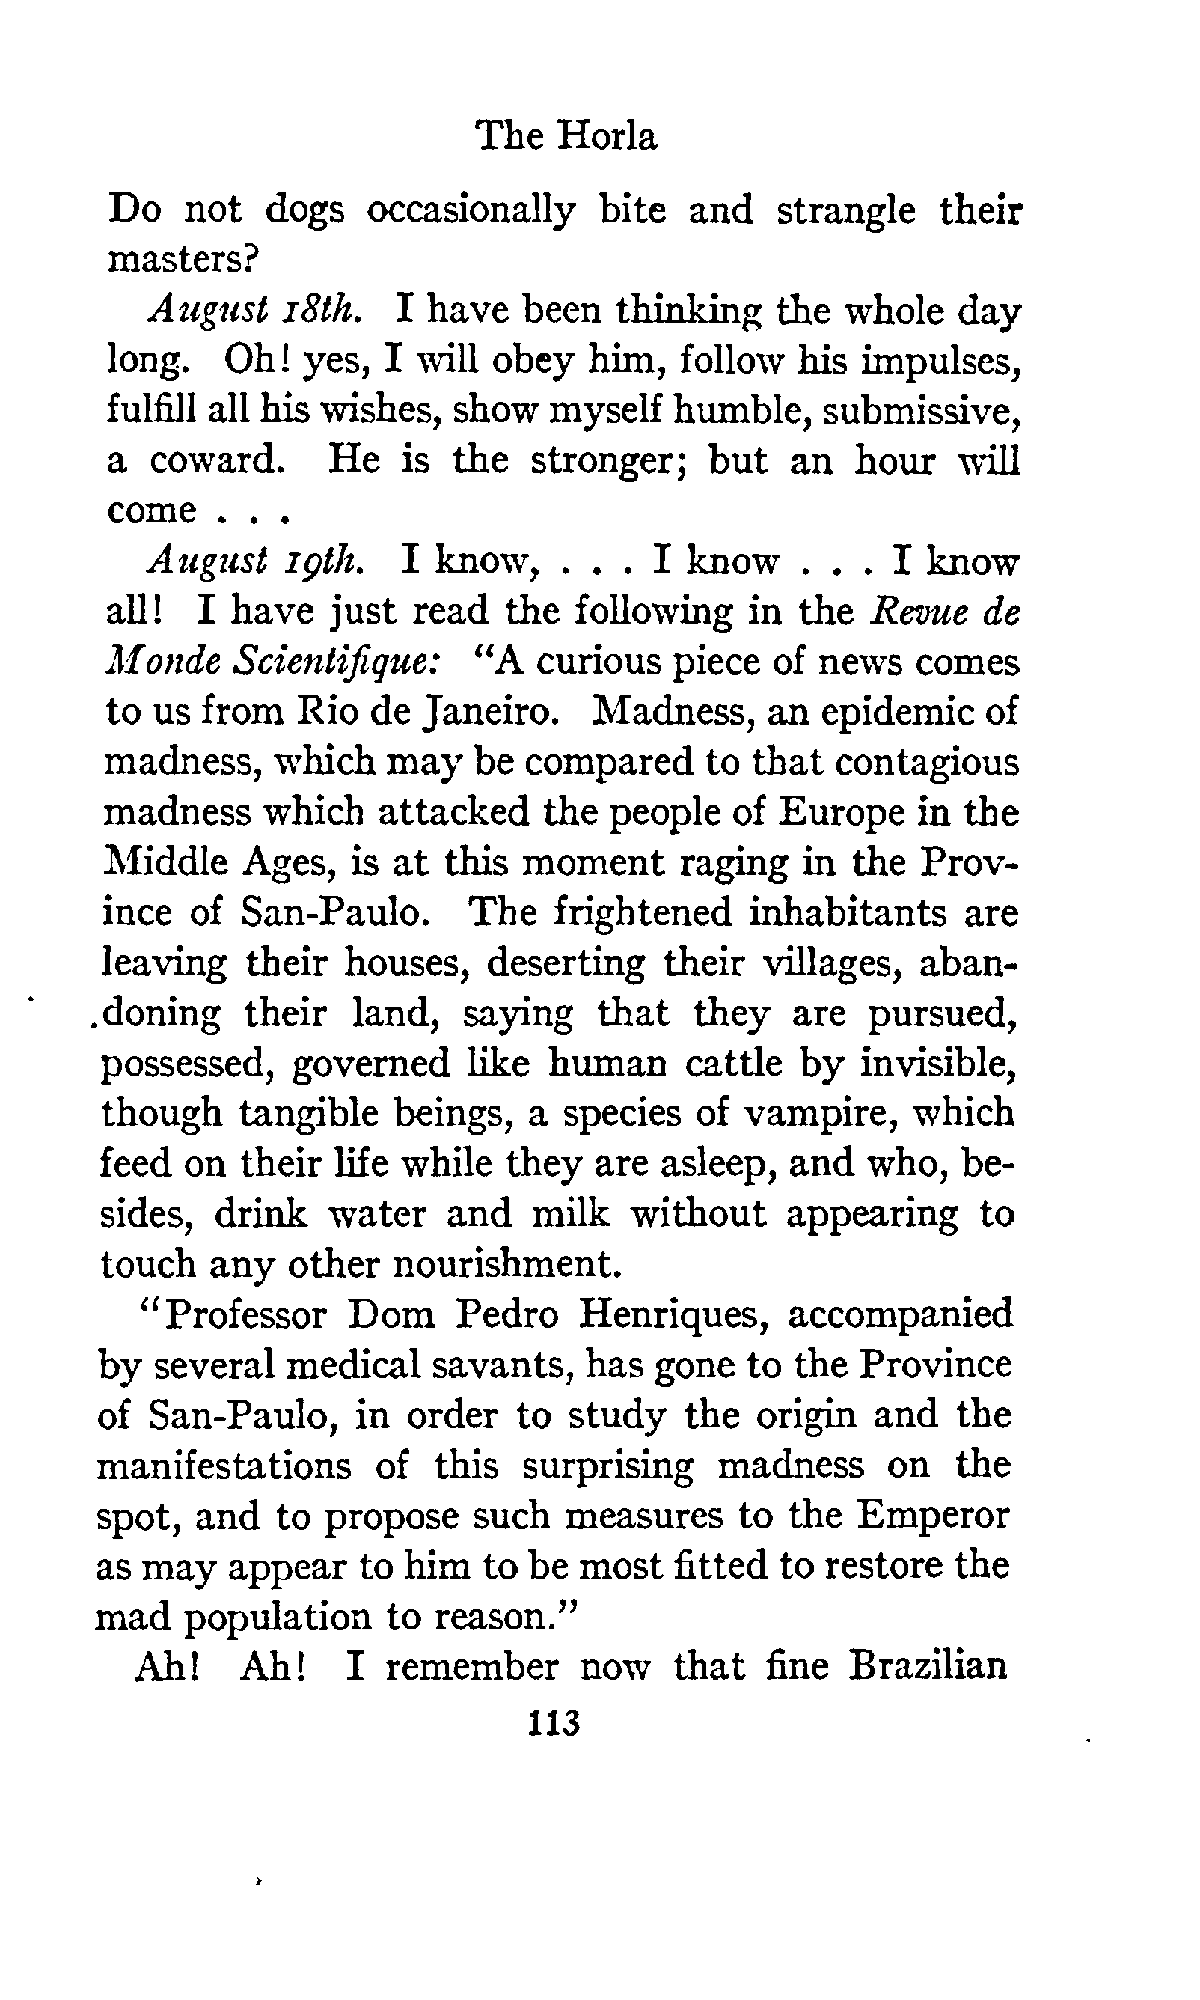 The Horla
Do not dogs occasionally bite and strangle their
masters?
August 18th. I have been thinking the whole day
long. Oh! yes, I will obey him, follow his impulses,
fulfill all his wishes, show myself humble, submissive,
a coward. He is the stronger; but an hour will
come . . .
August 19th. I know, . . . I know . . . I know
all! I have just read the following in the Revue de
Monde Scientifique: "A curious piece of news comes
to us from Rio de Janeiro. Madness, an epidemic of
madness, which may be compared to that contagious
madness which attacked the people of Europe in the
Middle Ages, is at this moment raging in the Prov-
ince of San-Paulo. The frightened inhabitants are
leaving their houses, deserting their villages, aban-
doning their land, saying that they are pursued,
possessed, governed like human cattle by invisible,
though tangible beings, a species of vampire, which
feed on their life while they are asleep, and who, be-
sides, drink water and milk without appearing to
touch any other nourishment.
"Professor Dom Pedro Henriques, accompanied
by several medical savants, has gone to the Province
of San-Paulo, in order to study the origin and the
manifestations of this surprising madness on the
spot, and to propose such measures to the Emperor
as may appear to him to be most fitted to restore the
mad population to reason."
Ah! Ah! I remember now that fine Brazilian
113